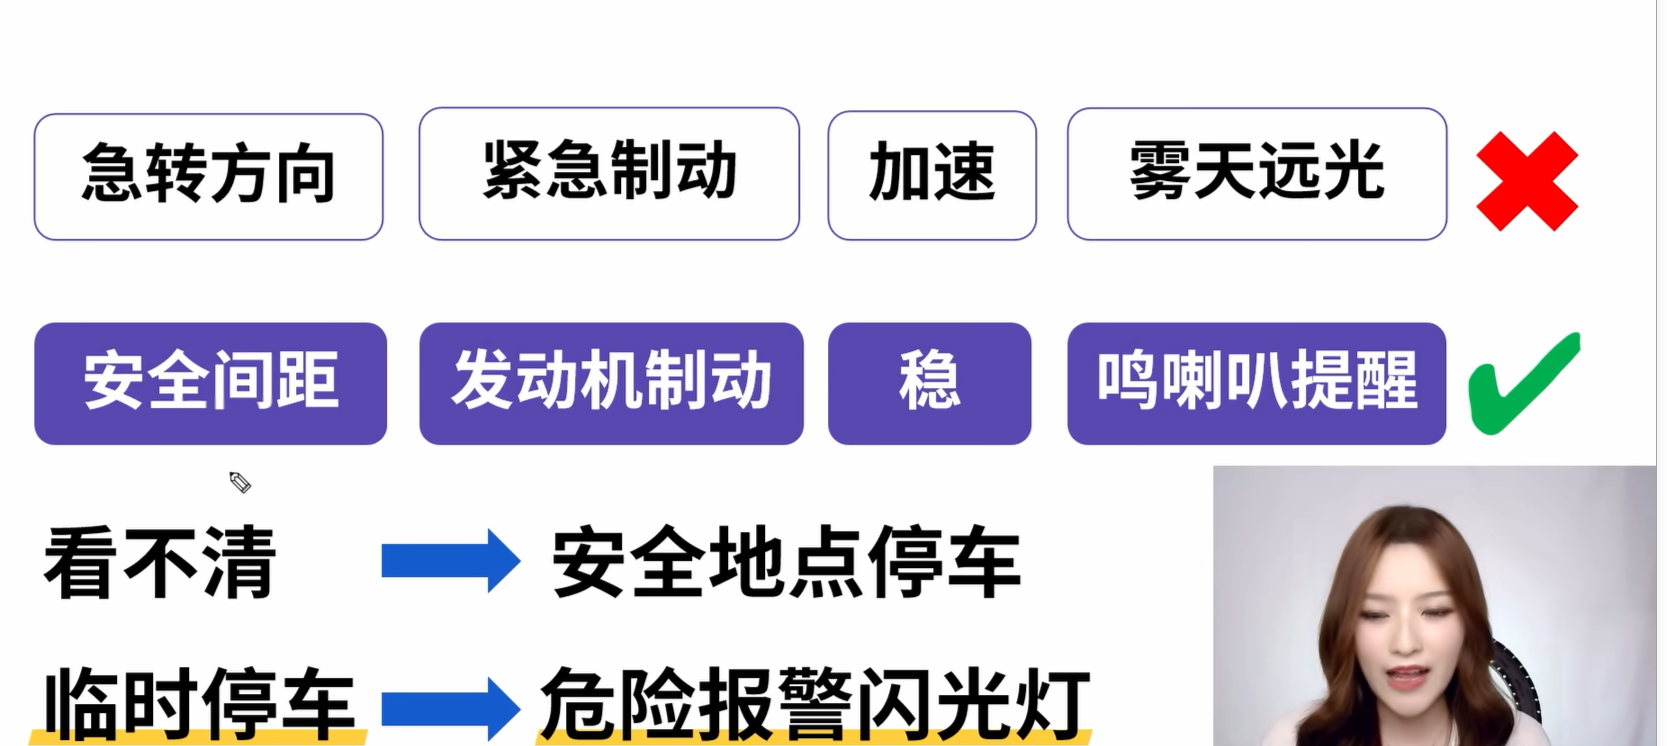 急转方向 紧急制动 加速 雾天远光
安全间距 发动机制动 稳 鸣喇叭提醒
看不清 安全地点停车
临时停车 危险报警闪光灯